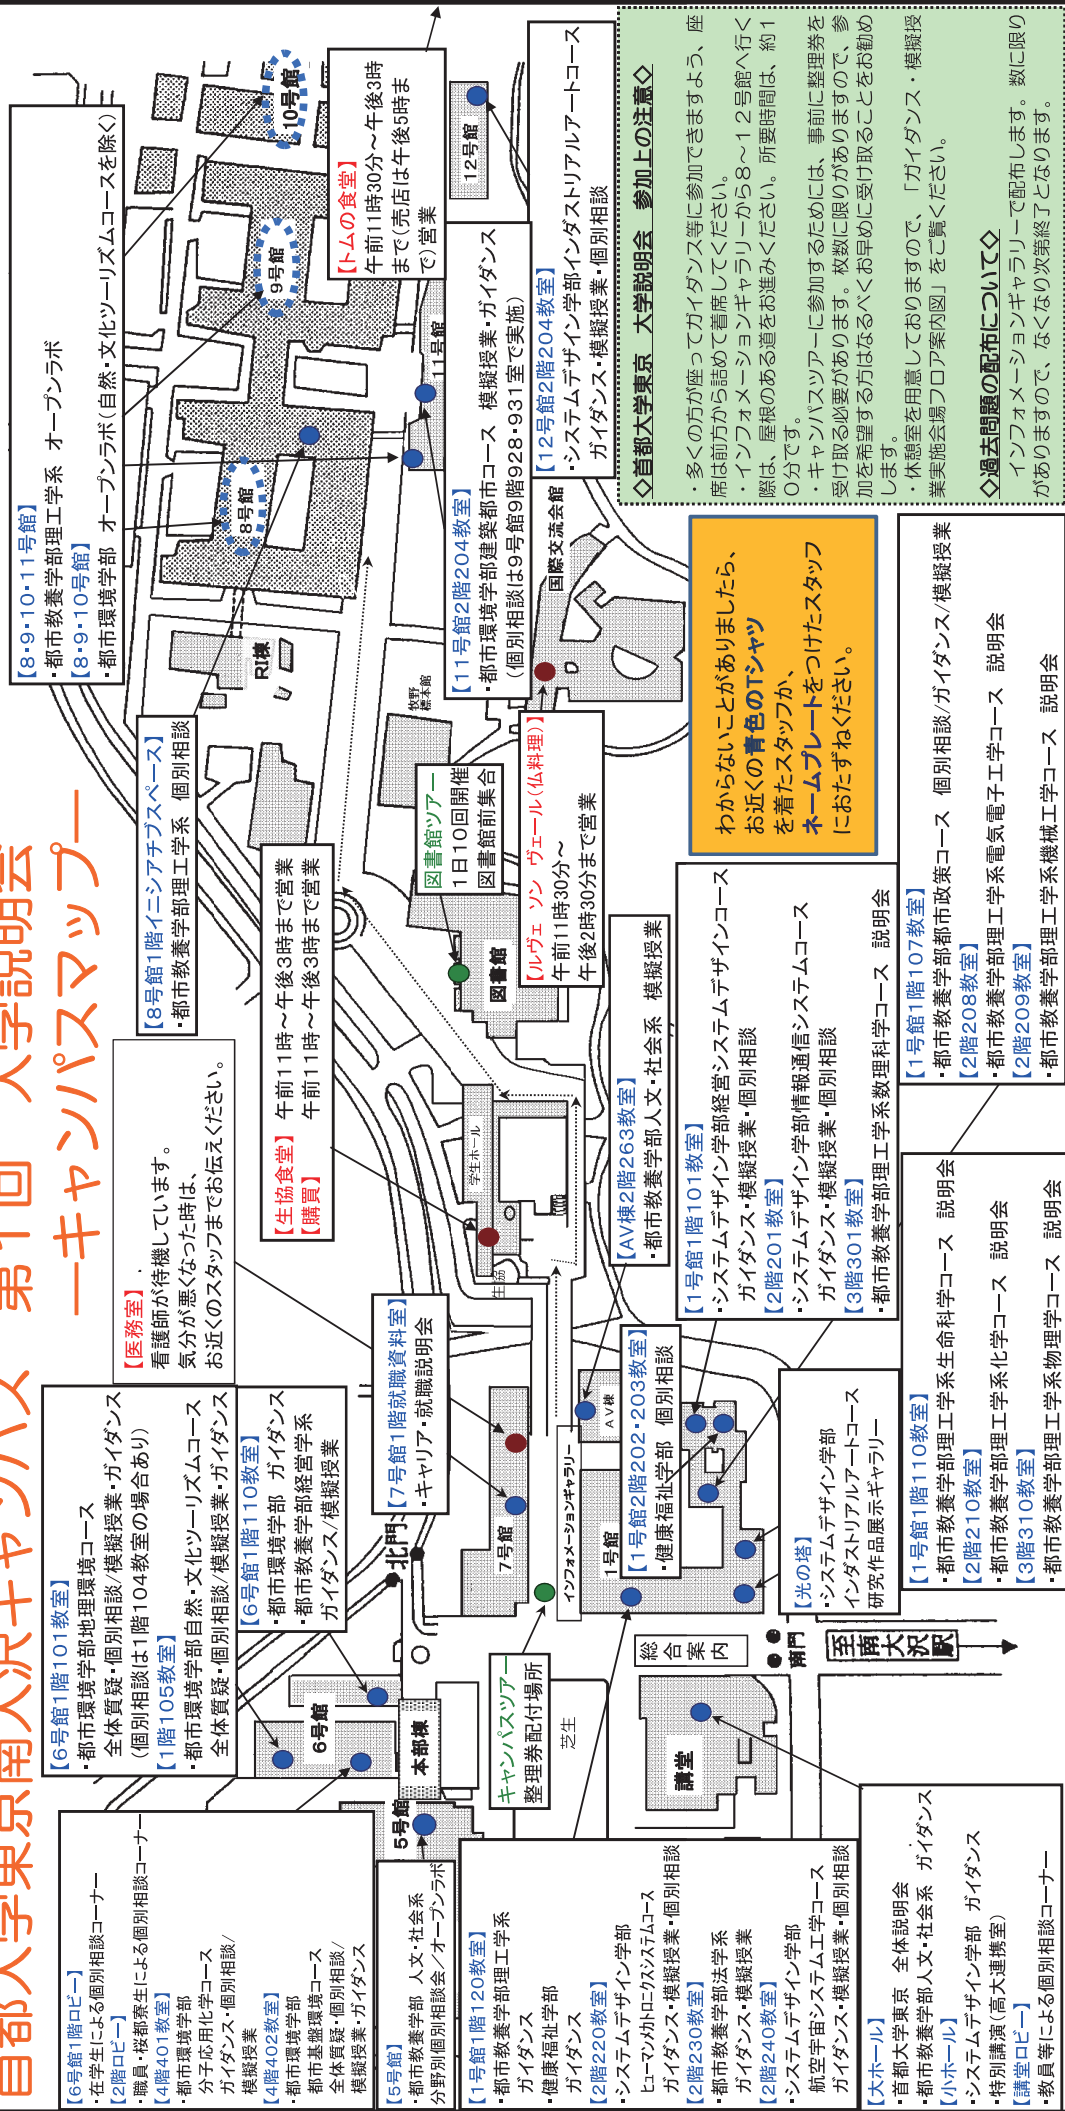 首都大学東京南大沢キャンパス 第1回 大学説明会
―キャンパスマップ―
【6号館1階ロビー】
・在学生による個別相談コーナー
【2階ロビー】
・職員・桜都寮生による個別相談コーナー
【4階401教室】
・都市環境学部
分子応用化学コース
ガイダンス・個別相談/
模擬授業
【4階402教室】
・都市環境学部
都市基盤環境コース
全体質疑・個別相談/
模擬授業・ガイダンス
【5号館】
・都市教養学部 人文・社会系
分野別個別相談会/オープンラボ
【1号館1階120教室】
・都市教養学部理工学系
ガイダンス
・健康福祉学部
ガイダンス
【2階220教室】
・システムデザイン学部
ヒューマンメカトロニクスシステムコース
ガイダンス・模擬授業・個別相談
【2階230教室】
・都市教養学部法学系
ガイダンス・模擬授業
【2階240教室】
・システムデザイン学部
航空宇宙システム工学コース
ガイダンス・模擬授業・個別相談
【大ホール】
・首都大学東京 全体説明会
・都市教養学部人文・社会系 ガイダンス
【小ホール】
・システムデザイン学部 ガイダンス
・特別講演(高大連携室)
【講堂ロビー】
・教員等による個別相談コーナー
【6号館1階101教室】
・都市環境学部地理環境コース
全体質疑・個別相談/模擬授業・ガイダンス
(個別相談は1階104教室の場合あり)
【1階105教室】
・都市環境学部自然・文化ツーリズムコース
全体質疑・個別相談/模擬授業・ガイダンス
【6号館1階110教室】
・都市環境学部 ガイダンス
・都市教養学部経営学系
ガイダンス/模擬授業
【医務室】
看護師が待機しています。
気分が悪くなった時は、
お近くのスタッフまでお伝えください。
【7号館1階就職資料室】
・キャリア・就職説明会
北門
6号館
本部棟
5号館
7号館
キャンパスツアー
整理券配付場所
芝生
インフォメーションギャラリー
1号館
AV棟
総合案内
講堂
南門
至南大沢駅
【1号館2階202・203教室】
・健康福祉学部 個別相談
【光の塔】
・システムデザイン学部
インダストリアルアートコース
研究作品展示ギャラリー
【1号館1階110教室】
・都市教養学部理工学系生命科学コース 説明会
【2階210教室】
・都市教養学部理工学系化学コース 説明会
【3階310教室】
・都市教養学部理工学系物理学コース 説明会
【生協食堂】 午前11時~午後3時まで営業
【購買】 午前11時~午後3時まで営業
生協
学生ホール
【AV棟2階263教室】
・都市教養学部人文・社会系 模擬授業
【1号館1階101教室】
・システムデザイン学部経営システムデザインコース
ガイダンス・模擬授業・個別相談
【2階201教室】
・システムデザイン学部情報通信システムコース
ガイダンス・模擬授業・個別相談
【3階301教室】
・都市教養学部理工学系数理科学コース 説明会
【1号館1階107教室】
・都市教養学部都市政策コース 個別相談/ガイダンス/模擬授業
【2階208教室】
・都市教養学部理工学系電気電子工学コース 説明会
【2階209教室】
・都市教養学部理工学系機械工学コース 説明会
【8号館1階イニシアチブスペース】
・都市教養学部理工学系 個別相談
図書館ツアー
1日10回開催
図書館前集合
図書館
牧野標本館
RI棟
【ルヴェ ソン ヴェール(仏料理)】
午前11時30分~
午後2時30分まで営業
国際交流会館
わからないことがありましたら、
お近くの青色のTシャツ
を着たスタッフか、
ネームプレートをつけたスタッフ
におたずねください。
【8・9・10・11号館】
・都市教養学部理工学系 オープンラボ
【8・9・10号館】
・都市環境学部 オープンラボ(自然・文化ツーリズムコースを除く)
8号館
9号館
10号館
11号館
12号館
【トムの食堂】
午前11時30分~午後3時
まで(売店は午後5時ま
で)営業
【11号館2階204教室】
・都市環境学部建築都市コース 模擬授業・ガイダンス
(個別相談は9号館9階928・931室で実施)
【12号館2階204教室】
・システムデザイン学部インダストリアルアートコース
ガイダンス・模擬授業・個別相談
◇首都大学東京 大学説明会 参加上の注意◇
・多くの方が座ってガイダンス等に参加できますよう、座
席は前方から詰めて着席してください。
・インフォメーションギャラリーから8~12号館へ行く
際は、屋根のある道をお進みください。所要時間は、約1
0分です。
・キャンパスツアーに参加するためには、事前に整理券を
受け取る必要があります。枚数に限りがありますので、参
加を希望する方はなるべくお早めに受け取ることをお勧め
します。
・休憩室を用意しておりますので、「ガイダンス・模擬授
業実施会場フロア案内図」をご覧ください。
◇過去問題の配布について◇
インフォメーションギャラリーで配布します。数に限り
がありますので、なくなり次第終了となります。